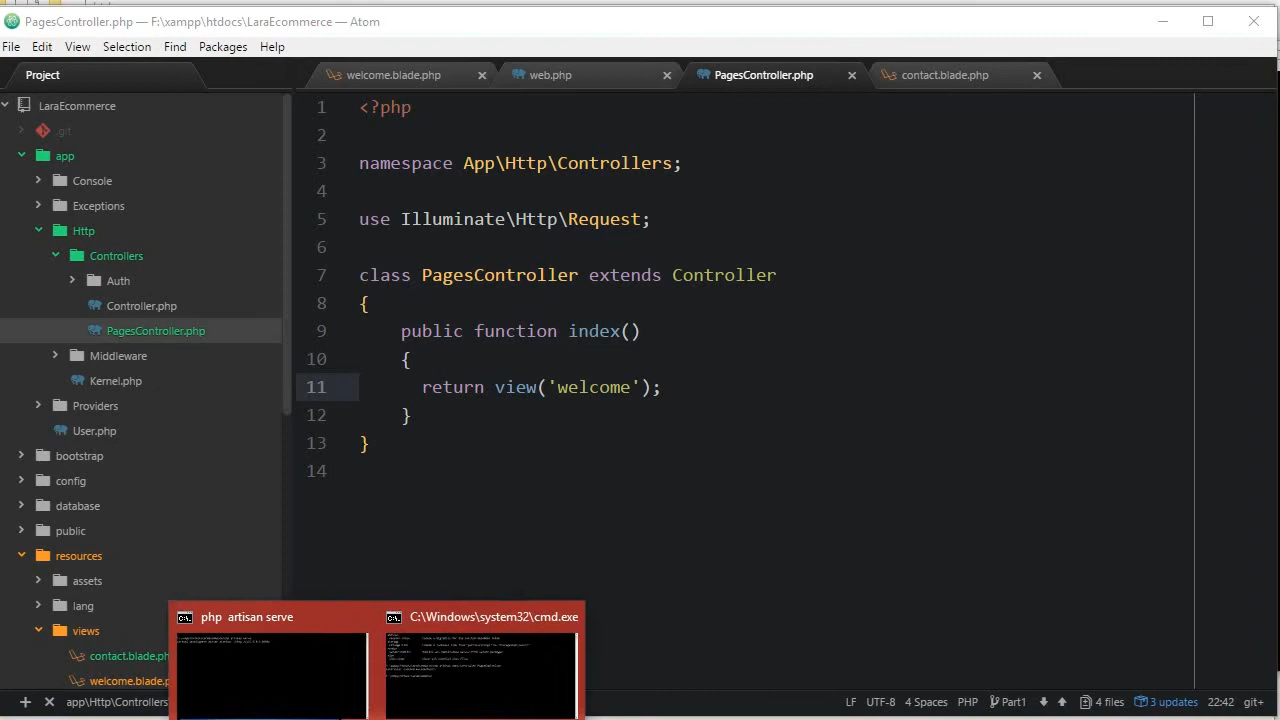 PagesController.php — F:\xampp\htdocs\LaraEcommerce — Atom
File Edit View Selection Find Packages Help
Project
welcome.blade.php
web.php
PagesController.php
contact.blade.php
LaraEcommerce
.git
app
Console
Exceptions
Http
Controllers
Auth
Controller.php
PagesController.php
Middleware
Kernel.php
Providers
User.php
bootstrap
config
database
public
resources
assets
lang
views
contact.blade.ph
welcome.blade.p
1 <?php
2
3 namespace App\Http\Controllers;
4
5 use Illuminate\Http\Request;
6
7 class PagesController extends Controller
8 {
9 public function index()
10 {
11 return view('welcome');
12 }
13 }
14
php artisan serve
C:\Windows\system32\cmd.exe
app\Http\Controllers
LF UTF-8 4 Spaces PHP Part1 4 files 3 updates 22:42 git+